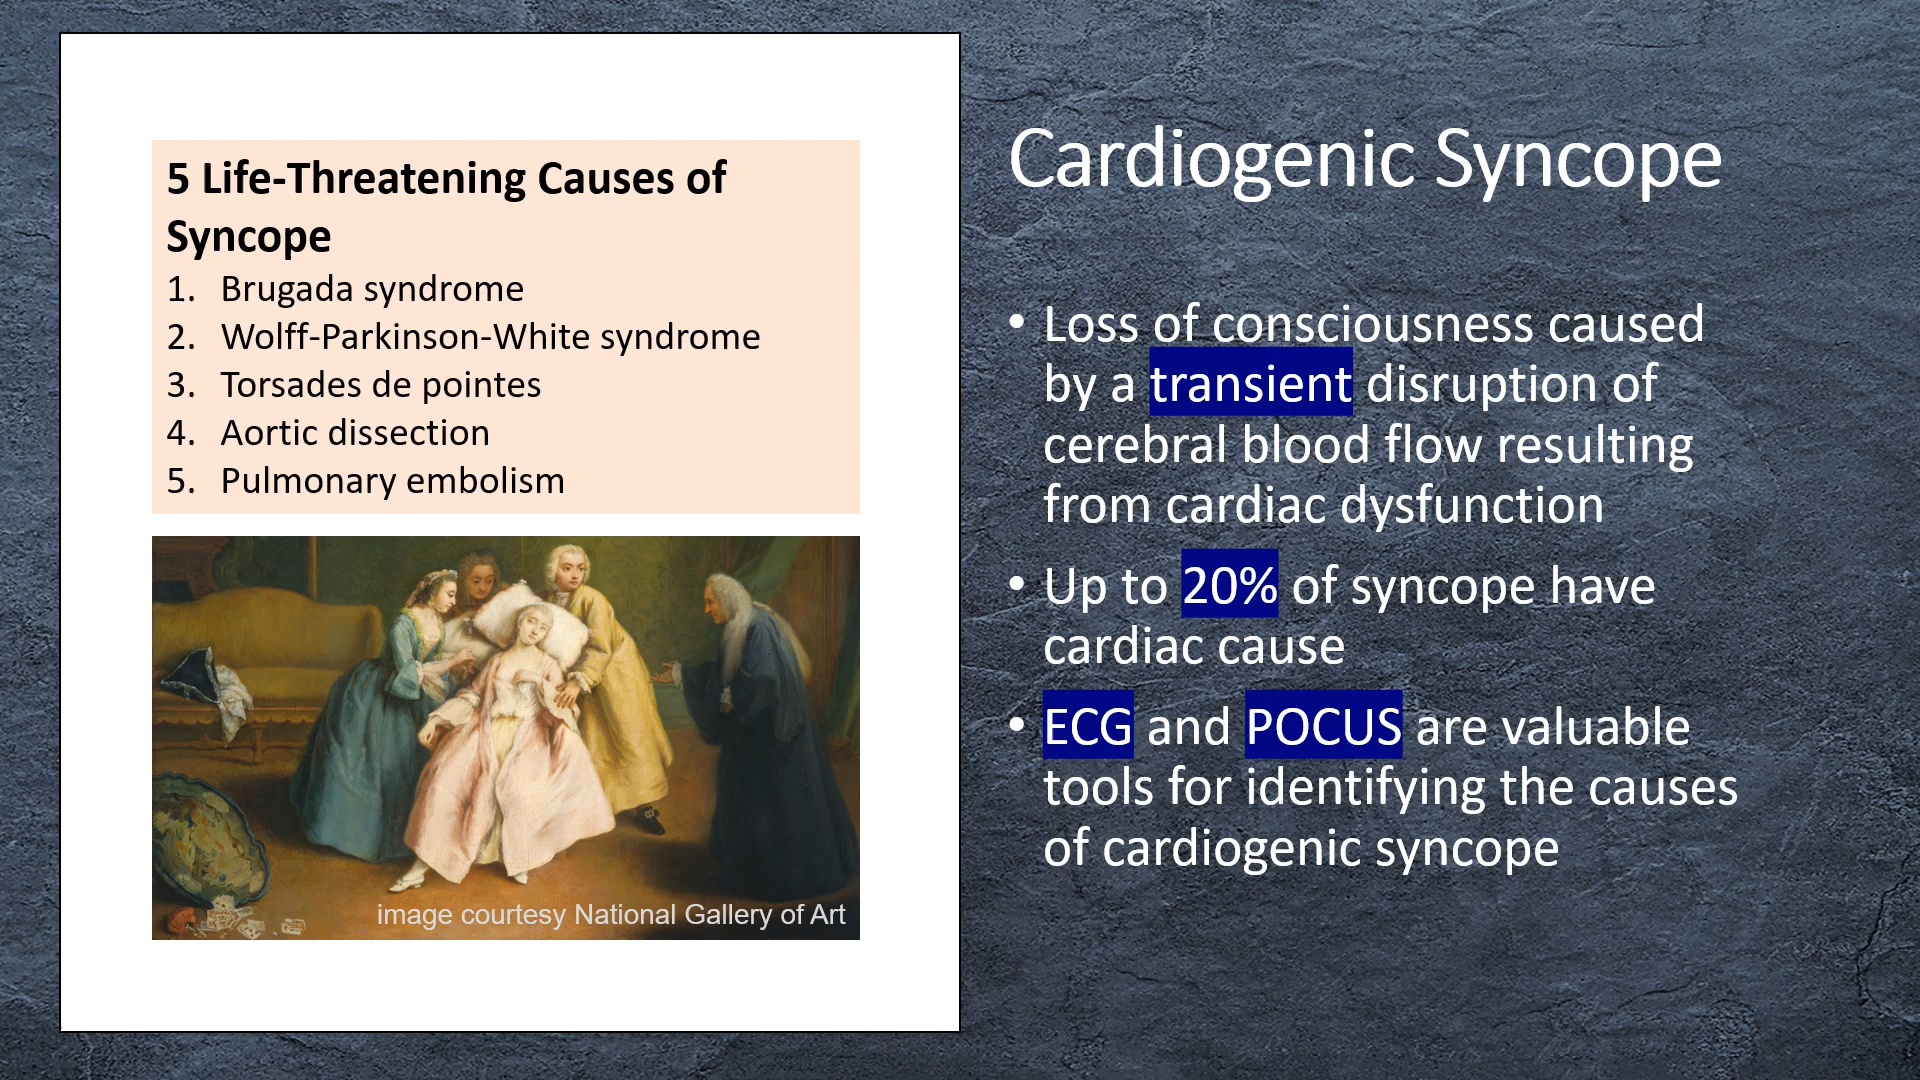 5 Life-Threatening Causes of
Syncope
1. Brugada syndrome
2. Wolff-Parkinson-White syndrome
3. Torsades de pointes
4. Aortic dissection
5. Pulmonary embolism
image courtesy National Gallery of Art
Cardiogenic Syncope
• Loss of consciousness caused
by a transient disruption of
cerebral blood flow resulting
from cardiac dysfunction
• Up to 20% of syncope have
cardiac cause
• ECG and POCUS are valuable
tools for identifying the causes
of cardiogenic syncope